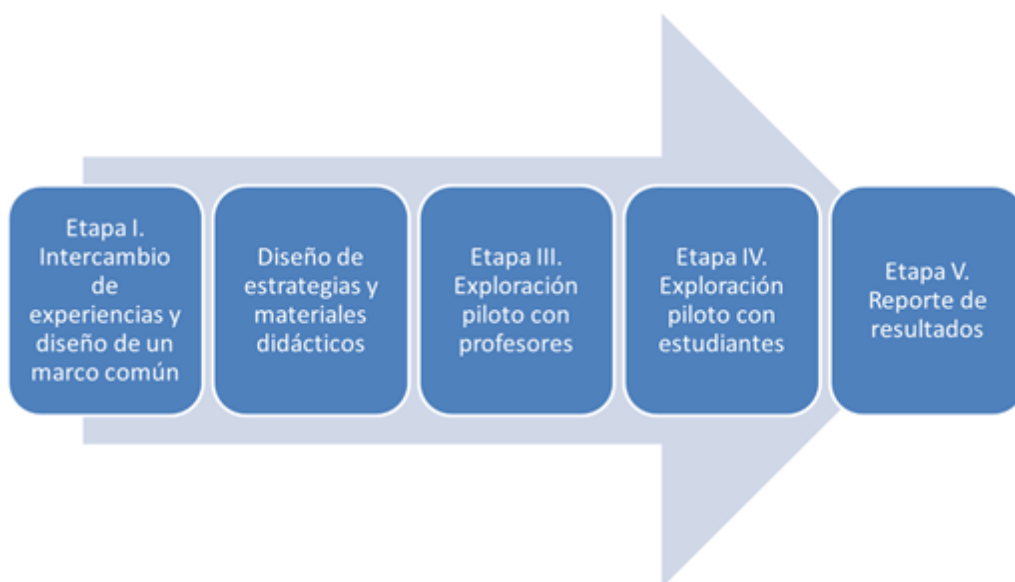 Etapa I.
Intercambio
de
experiencias y
diseño de un
marco común
Diseño de
estrategias y
materiales
didácticos
Etapa III.
Exploración
piloto con
profesores
Etapa IV.
Exploración
piloto con
estudiantes
Etapa V.
Reporte de
resultados